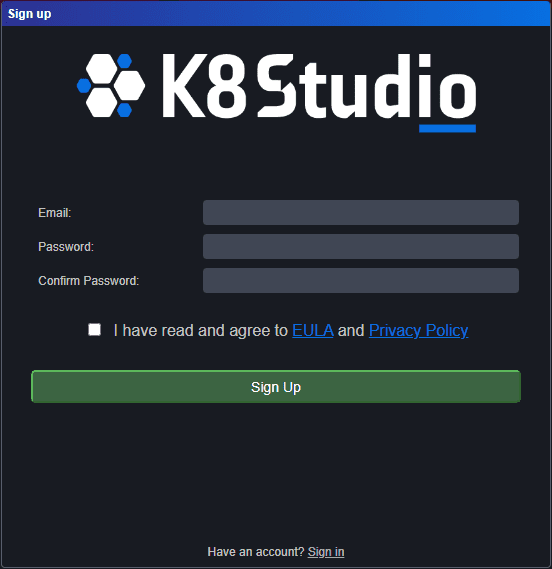 Sign up
K8Studio
Email:
Password:
Confirm Password:
I have read and agree to EULA and Privacy Policy
Sign Up
Have an account? Sign in